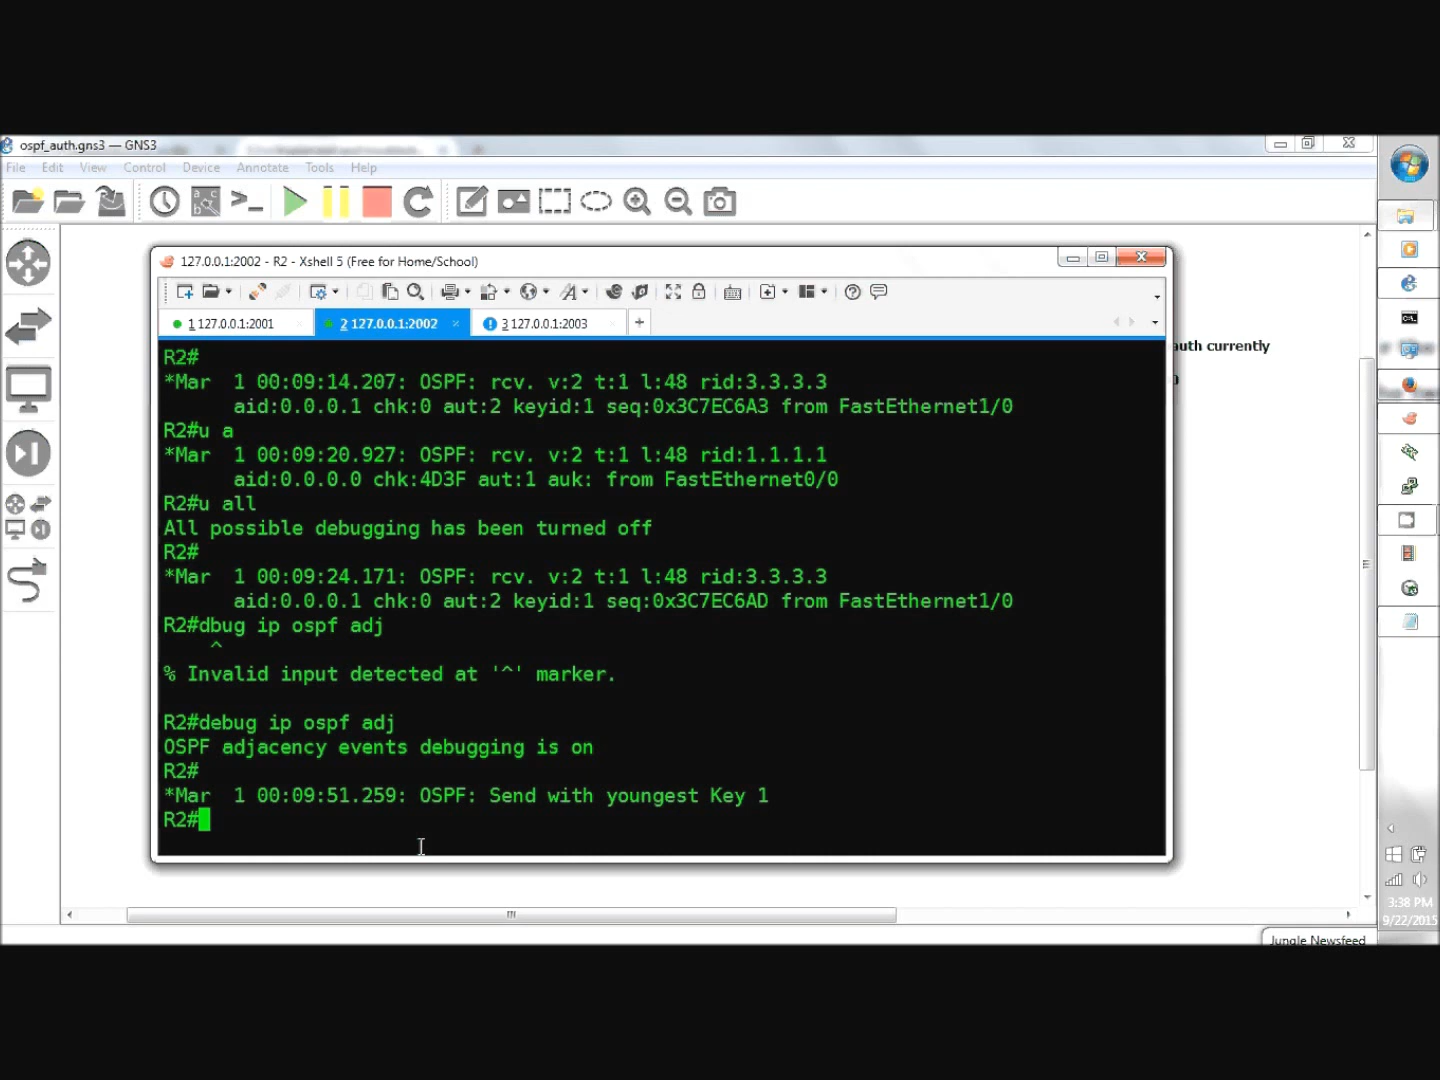 ospf_auth.gns3 — GNS3
File Edit View Control Device Annotate Tools Help
127.0.0.1:2002 - R2 - Xshell 5 (Free for Home/School)
1 127.0.0.1:2001
2 127.0.0.1:2002
3 127.0.0.1:2003
auth currently
R2#
*Mar  1 00:09:14.207: OSPF: rcv. v:2 t:1 l:48 rid:3.3.3.3
aid:0.0.0.1 chk:0 aut:2 keyid:1 seq:0x3C7EC6A3 from FastEthernet1/0
R2#u a
*Mar  1 00:09:20.927: OSPF: rcv. v:2 t:1 l:48 rid:1.1.1.1
aid:0.0.0.0 chk:4D3F aut:1 auk: from FastEthernet0/0
R2#u all
All possible debugging has been turned off
R2#
*Mar  1 00:09:24.171: OSPF: rcv. v:2 t:1 l:48 rid:3.3.3.3
aid:0.0.0.1 chk:0 aut:2 keyid:1 seq:0x3C7EC6AD from FastEthernet1/0
R2#dbug ip ospf adj
^
% Invalid input detected at '^' marker.
R2#debug ip ospf adj
OSPF adjacency events debugging is on
R2#
*Mar  1 00:09:51.259: OSPF: Send with youngest Key 1
R2#
3:38 PM
9/22/2015
Jungle Newsfeed